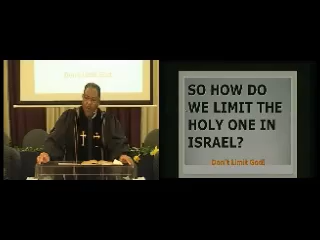 SO HOW DO
WE LIMIT THE
HOLY ONE IN
ISRAEL?
Don't Limit God!